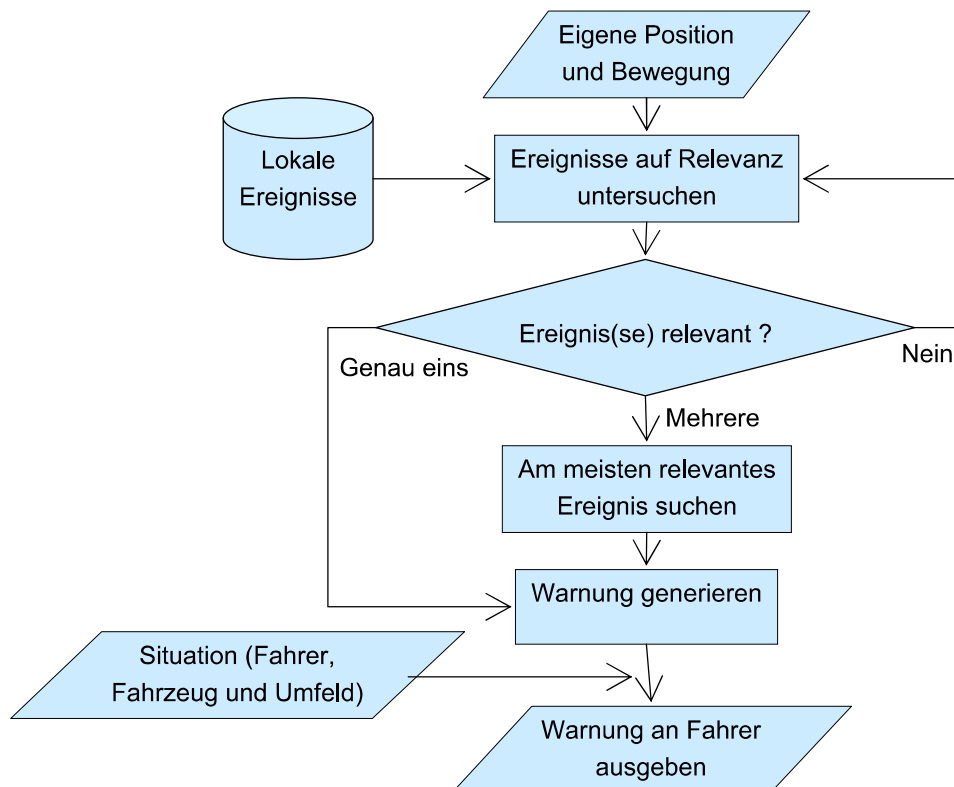 Eigene Position
und Bewegung
Lokale
Ereignisse
Ereignisse auf Relevanz
untersuchen
Ereignis(se) relevant ?
Genau eins
Nein
Mehrere
Am meisten relevantes
Ereignis suchen
Warnung generieren
Situation (Fahrer,
Fahrzeug und Umfeld)
Warnung an Fahrer
ausgeben